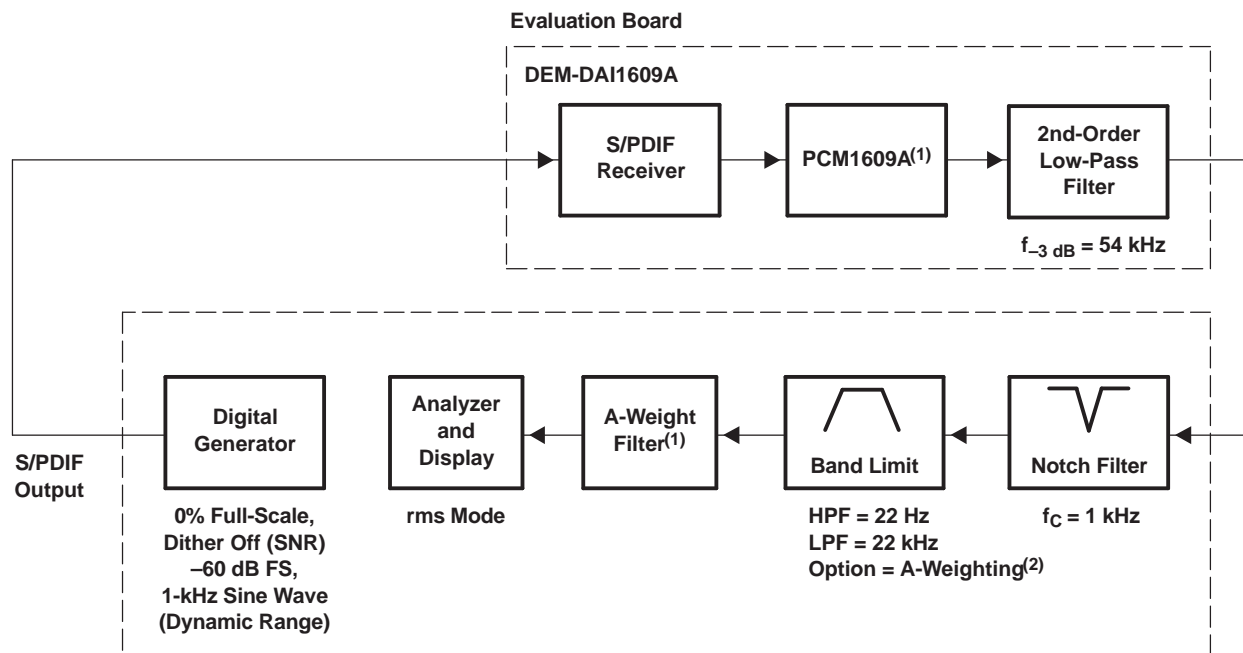 Evaluation Board
DEM-DAI1609A
S/PDIF
Receiver
PCM1609A(1)
2nd-Order
Low-Pass
Filter
f–3 dB = 54 kHz
S/PDIF
Output
Digital
Generator
0% Full-Scale,
Dither Off (SNR)
–60 dB FS,
1-kHz Sine Wave
(Dynamic Range)
Analyzer
and
Display
rms Mode
A-Weight
Filter(1)
Band Limit
HPF = 22 Hz
LPF = 22 kHz
Option = A-Weighting(2)
Notch Filter
fC = 1 kHz